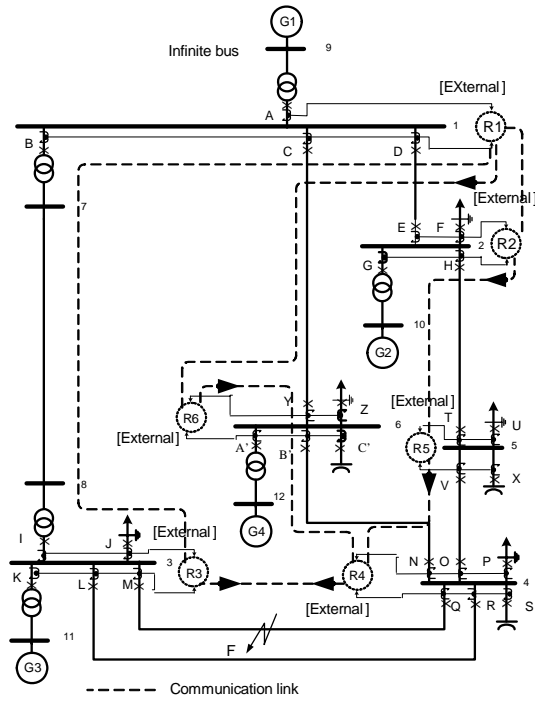 G1
Infinite bus
9
[EXternal]
A
R1
1
B
C
D
[External]
7
E
F
R2
2
G
H
10
G2
Y
Z
[External]
R6
6
T
U
[External]
A'
B'
C'
R5
5
V
X
12
8
G4
I
J
[External]
N
O
P
3
R3
R4
4
K
L
M
[External]
Q
R
S
11
F
G3
Communication link